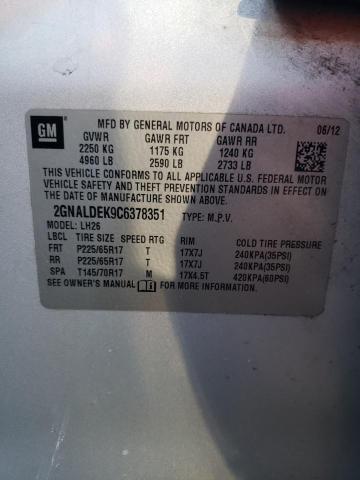 GM
MFD BY GENERAL MOTORS OF CANADA LTD. 06/12
GVWR GAWR FRT GAWR RR
2250 KG 1175 KG 1240 KG
4960 LB 2590 LB 2733 LB
THIS VEHICLE CONFORMS TO ALL APPLICABLE U.S. FEDERAL
MOTOR VEHICLE SAFETY, BUMPER, AND THEFT PREVENTION
STANDARDS IN EFFECT ON THE DATE OF MANUFACTURE SHOWN ABOVE.
2GNALDEK9C6378351 TYPE: M.P.V.
MODEL: LH26
LBCL TIRE SIZE SPEED RTG RIM COLD TIRE PRESSURE
FRT P225/65R17 T 17X7J 240KPA(35PSI)
RR P225/65R17 T 17X7J 240KPA(35PSI)
SPA T145/70R17 M 17X4.5T 420KPA(60PSI)
SEE OWNER'S MANUAL FOR MORE INFORMATION.